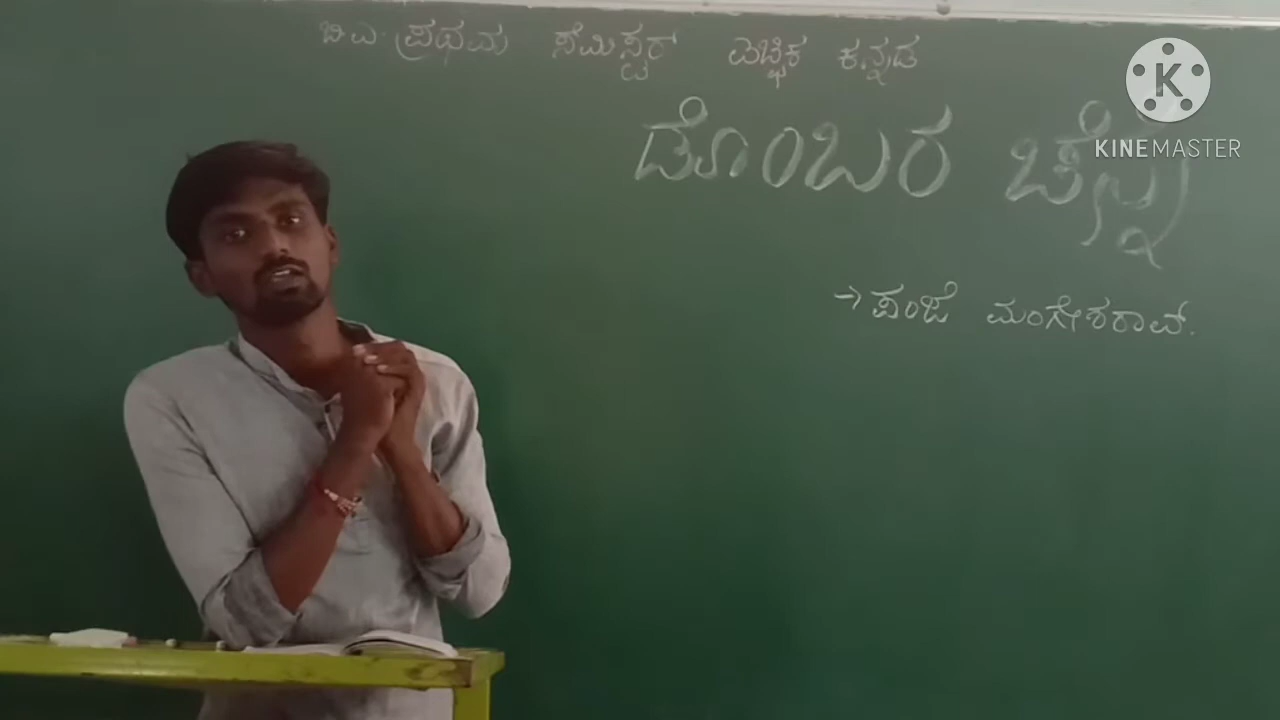 ಬಿ.ಎ. ಪ್ರಥಮ ಸೆಮಿಸ್ಟರ್ ಐಚ್ಛಿಕ ಕನ್ನಡ
ಡೊಂಬರ ಚೆನ್ನೆ
→ ಪಂಜೆ ಮಂಗೇಶರಾವ್.
KINEMASTER